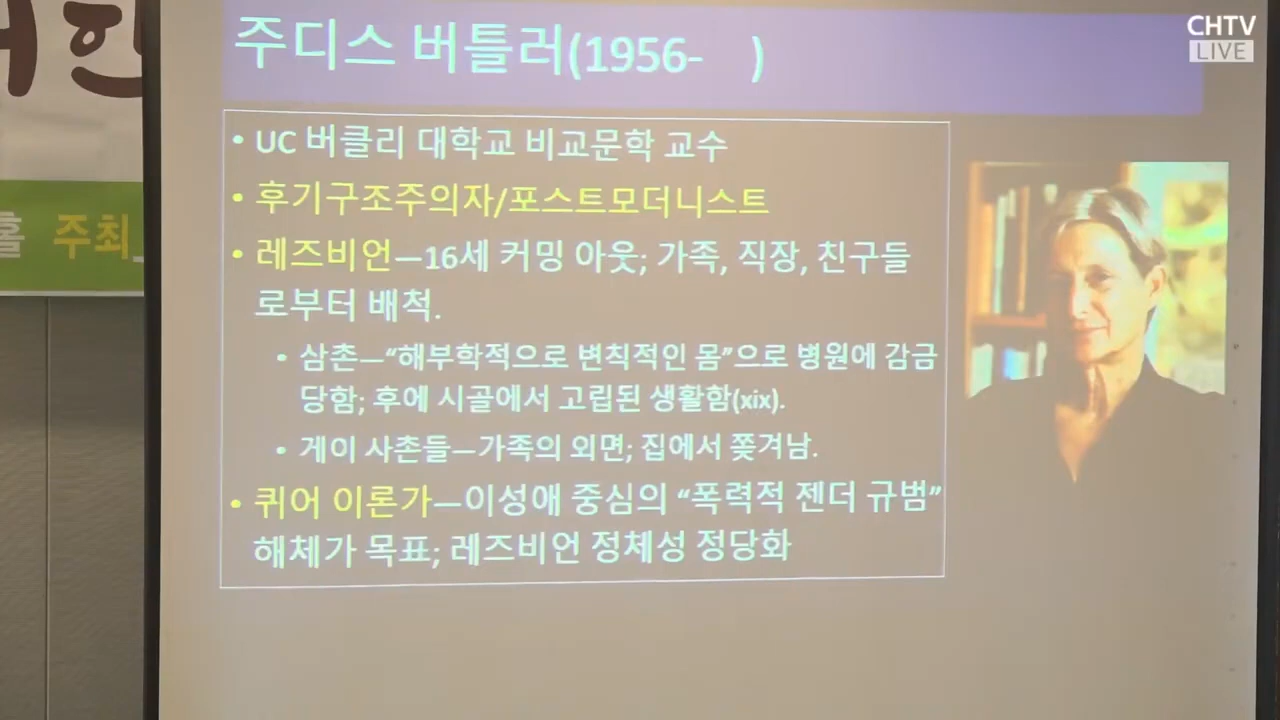 CHTV
LIVE
주디스 버틀러(1956- )
• UC 버클리 대학교 비교문학 교수
• 후기구조주의자/포스트모더니스트
• 레즈비언—16세 커밍 아웃; 가족, 직장, 친구들
로부터 배척.
• 삼촌—“해부학적으로 변칙적인 몸”으로 병원에 감금
당함; 후에 시골에서 고립된 생활함(xix).
• 게이 사촌들—가족의 외면; 집에서 쫓겨남.
• 퀴어 이론가—이성애 중심의 “폭력적 젠더 규범”
해체가 목표; 레즈비언 정체성 정당화
홀 주최